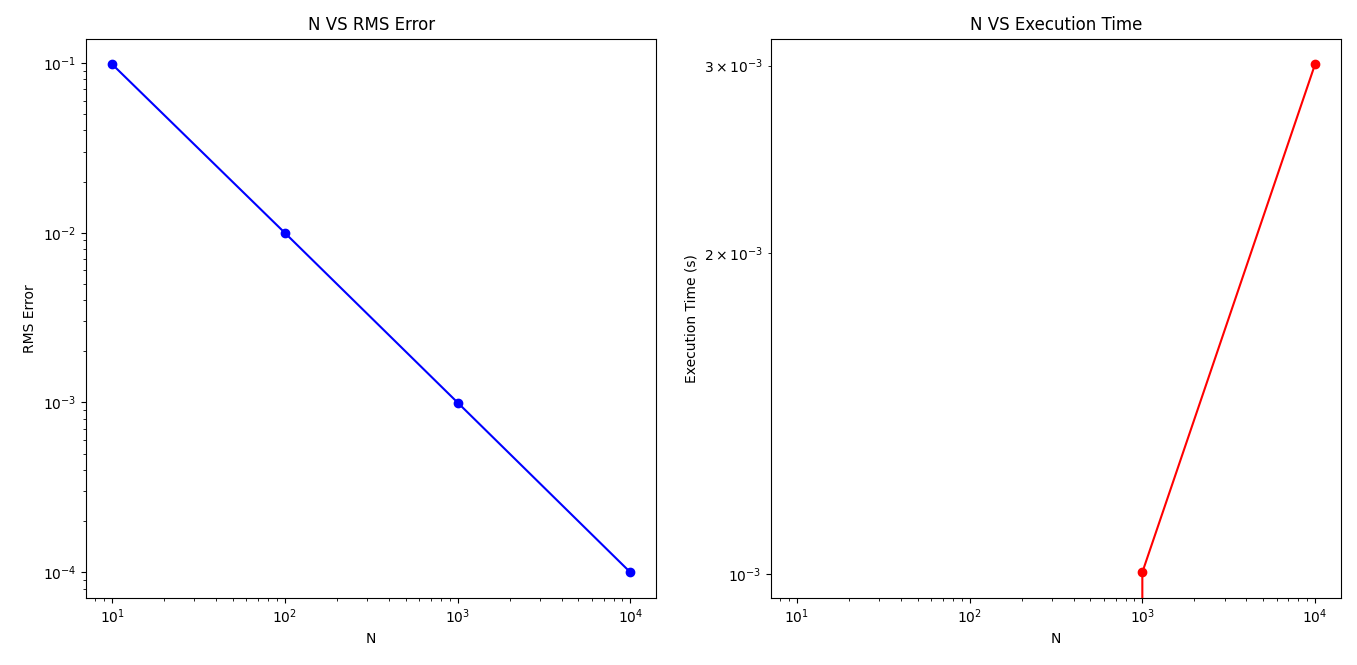 N VS RMS Error
10⁻¹
10⁻²
10⁻³
10⁻⁴
RMS Error
10¹ 10² 10³ 10⁴
N
N VS Execution Time
3 × 10⁻³
2 × 10⁻³
10⁻³
Execution Time (s)
10¹ 10² 10³ 10⁴
N